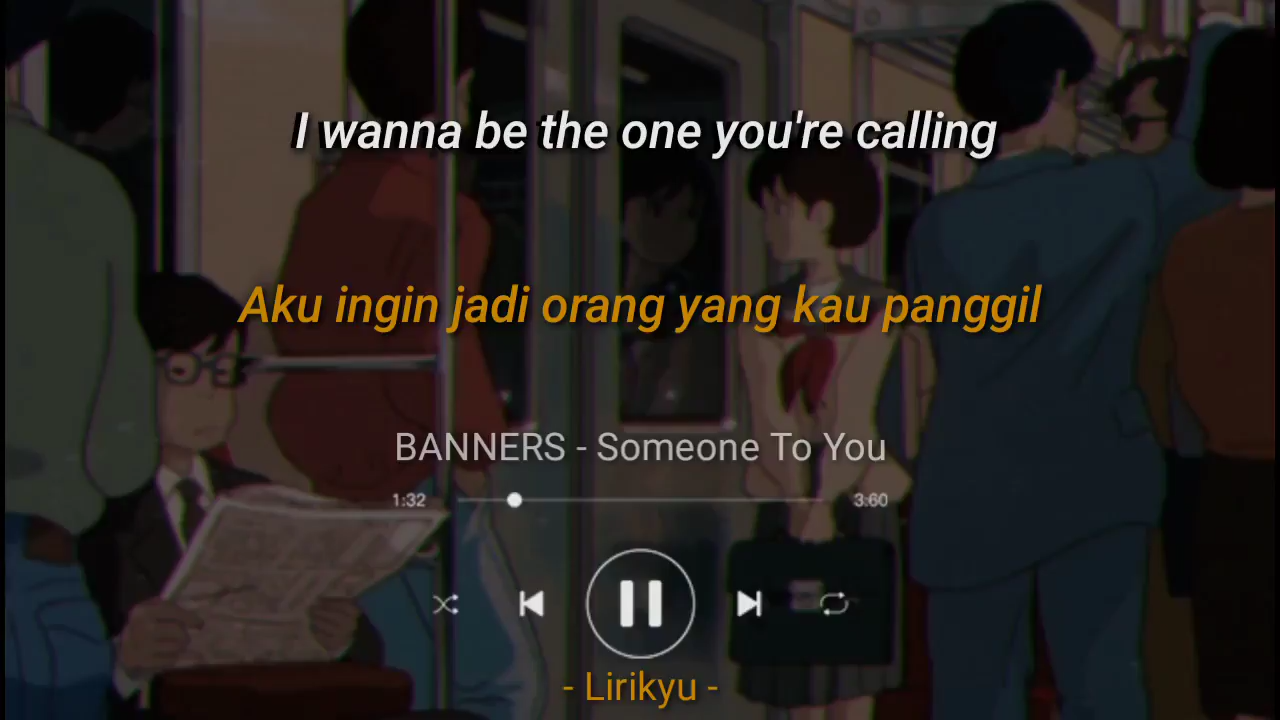 I wanna be the one you're calling
Aku ingin jadi orang yang kau panggil
BANNERS - Someone To You
1:32 3:60
- Lirikyu -